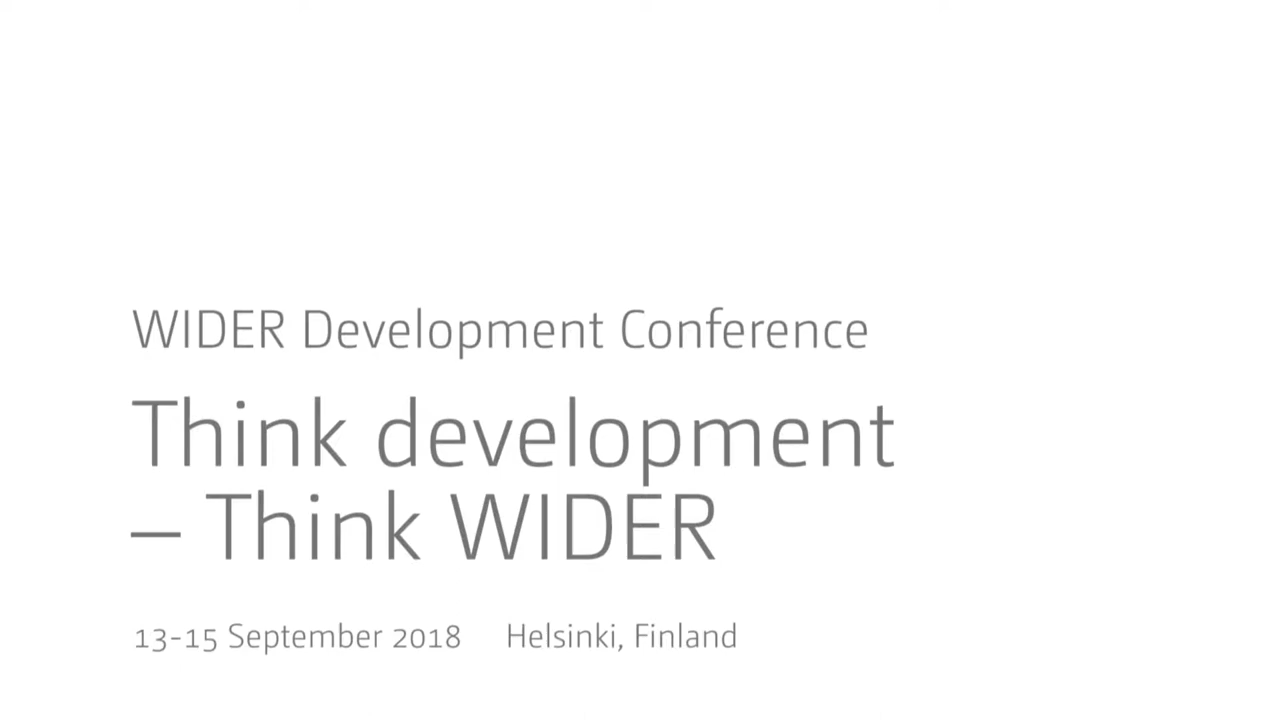 WIDER Development Conference
Think development
– Think WIDER
13-15 September 2018 Helsinki, Finland